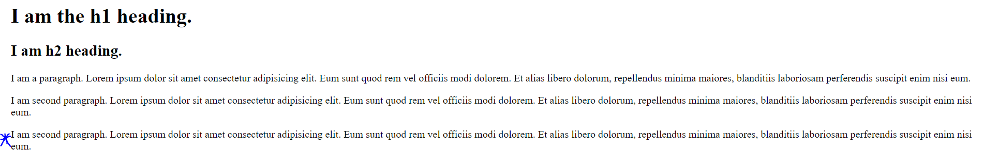 I am the h1 heading.
I am h2 heading.
I am a paragraph. Lorem ipsum dolor sit amet consectetur adipisicing elit. Eum sunt quod rem vel officiis modi dolorem. Et alias libero dolorum, repellendus minima maiores, blanditiis laboriosam perferendis suscipit enim nisi eum.
I am second paragraph. Lorem ipsum dolor sit amet consectetur adipisicing elit. Eum sunt quod rem vel officiis modi dolorem. Et alias libero dolorum, repellendus minima maiores, blanditiis laboriosam perferendis suscipit enim nisi
eum.
I am second paragraph. Lorem ipsum dolor sit amet consectetur adipisicing elit. Eum sunt quod rem vel officiis modi dolorem. Et alias libero dolorum, repellendus minima maiores, blanditiis laboriosam perferendis suscipit enim nisi
eum.